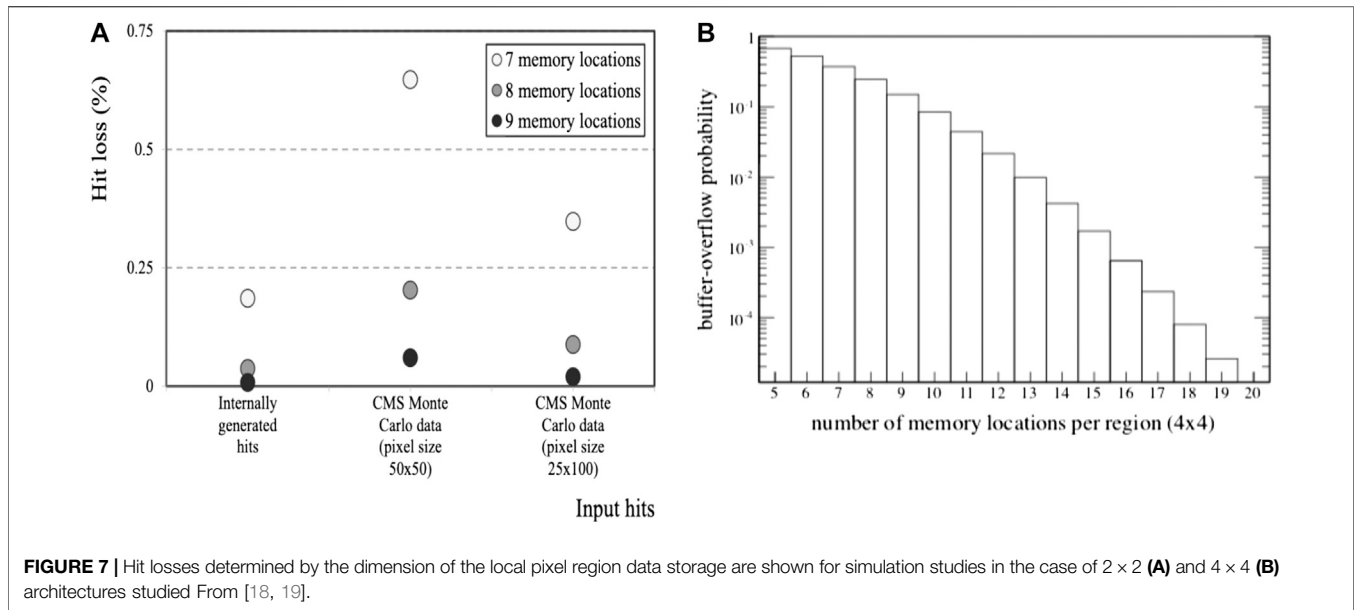 A
Hit loss (%)
0.75
0.5
0.25
0
7 memory locations
8 memory locations
9 memory locations
Internally
generated
hits
CMS Monte
Carlo data
(pixel size
50x50)
CMS Monte
Carlo data
(pixel size
25x100)
Input hits
B
buffer-overflow probability
1
10-1
10-2
10-3
10-4
5 6 7 8 9 10 11 12 13 14 15 16 17 18 19 20
number of memory locations per region (4x4)
FIGURE 7 | Hit losses determined by the dimension of the local pixel region data storage are shown for simulation studies in the case of 2 × 2 (A) and 4 × 4 (B)
architectures studied From [18, 19].